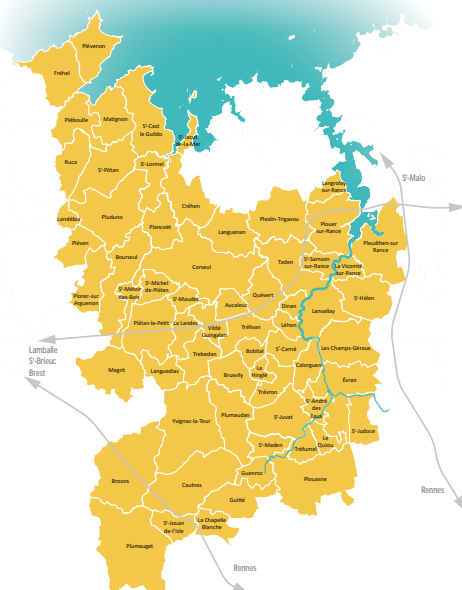 Plévenon
Fréhel
Pléboulle
Matignon
Sᵗ-Cast
le Guildo
Sᵗ-Jacut
de-la-Mer
Ruca
Sᵗ-Pôtan
Sᵗ-Lormel
Sᵗ-Malo
Langrolay
sur-Rance
Créhen
Landébia
Pluduno
Plancoët
Languenan
Pleslin-Trigavou
Plouer
sur-Rance
Pleudihen-sur
Rance
Pléven
Bourseul
Corseul
Taden
Sᵗ-Samson
sur-Rance
La Vicomté
sur-Rance
Plorec-sur
Arguenon
Sᵗ-Méloir
des-Bois
Sᵗ-Michel
de-Plélan
Sᵗ-Maudez
Quévert
Aucaleuc
Dinan
Lanvallay
Sᵗ-Hélen
Plélan-le-Petit
La Landec
Vildé
Guingalan
Trélivan
Léhon
Lamballe
Sᵗ-Brieuc
Brest
Trebedan
Bobital
Sᵗ-Carné
Les Champs-Géraux
Megrit
Languedias
Brusvily
Le
Hinglé
Calorguen
Évran
Trévron
Yvignac-la-Tour
Plumaudan
Sᵗ-Juvat
Sᵗ-André
des
Eaux
Sᵗ-Judoce
Sᵗ-Maden
Tréfumel
Le
Quiou
Broons
Caulnes
Guenroc
Plouasne
Guitté
Rennes
Sᵗ-Jouan
de-l'Isle
La Chapelle
Blanche
Plumaugat
Rennes